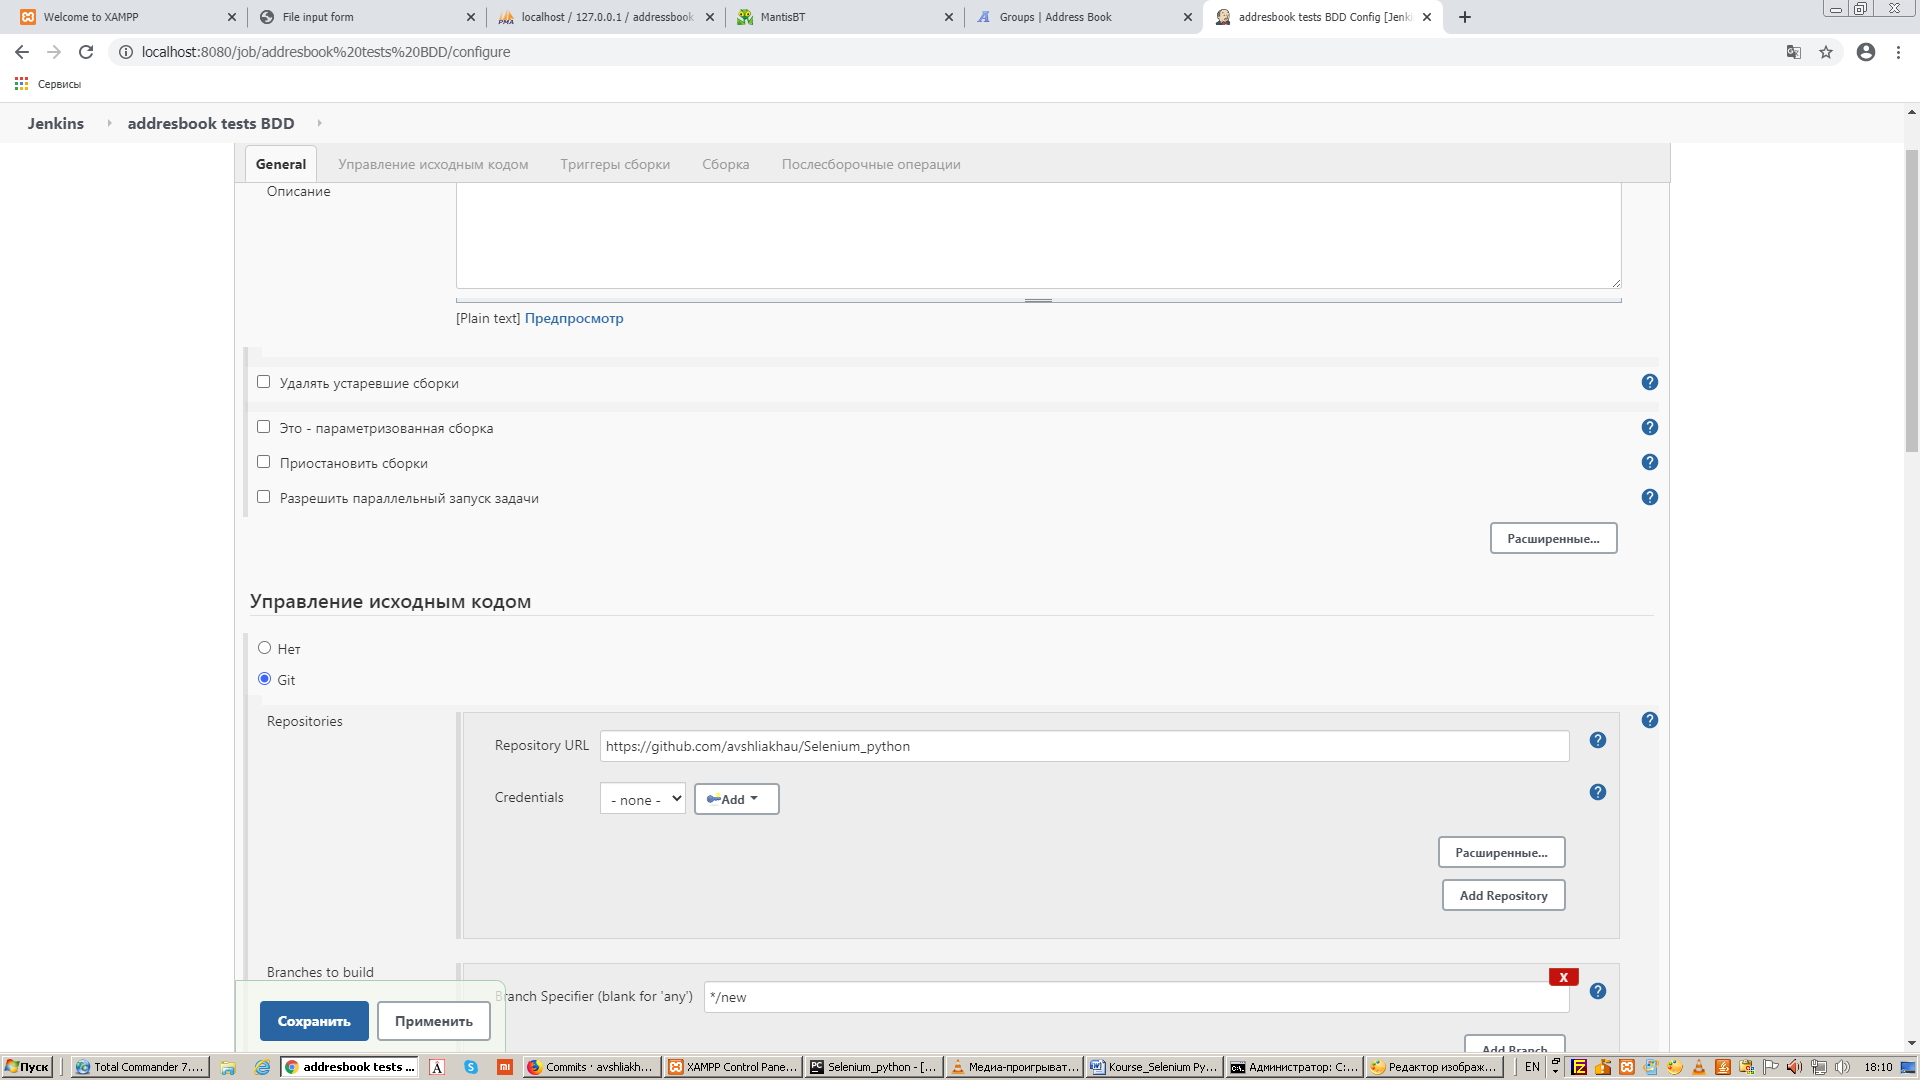 Welcome to XAMPP
File input form
localhost / 127.0.0.1 / addressbook
MantisBT
Groups | Address Book
addresbook tests BDD Config [Jenk
localhost:8080/job/addresbook%20tests%20BDD/configure
Сервисы
Jenkins
addresbook tests BDD
General
Управление исходным кодом
Триггеры сборки
Сборка
Послесборочные операции
Описание
[Plain text] Предпросмотр
Удалять устаревшие сборки
Это - параметризованная сборка
Приостановить сборки
Разрешить параллельный запуск задачи
Расширенные...
Управление исходным кодом
Нет
Git
Repositories
Repository URL
https://github.com/avshliakhau/Selenium_python
Credentials
- none -
Add
Расширенные...
Add Repository
Branches to build
X
Branch Specifier (blank for 'any')
*/new
Add Branch
Сохранить
Применить
Пуск
Total Commander 7....
addresbook tests ...
Commits · avshliakh...
XAMPP Control Pane...
Selenium_python - [...
Медиа-проигрыват...
Kourse_Selenium Py...
Администратор: C:...
Редактор изображ...
EN
18:10